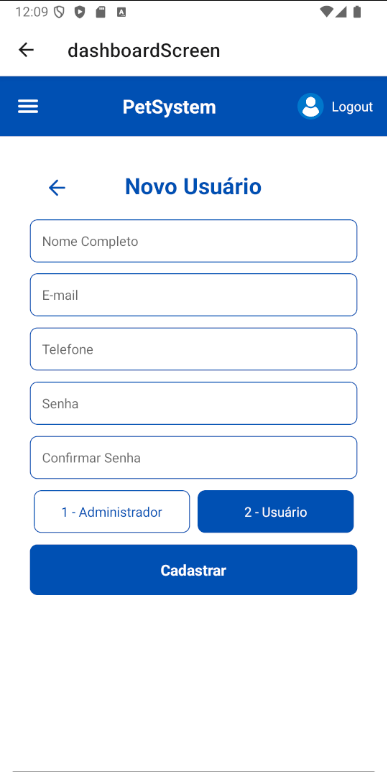 12:09
dashboardScreen
PetSystem
Logout
Novo Usuário
Nome Completo
E-mail
Telefone
Senha
Confirmar Senha
1 - Administrador
2 - Usuário
Cadastrar